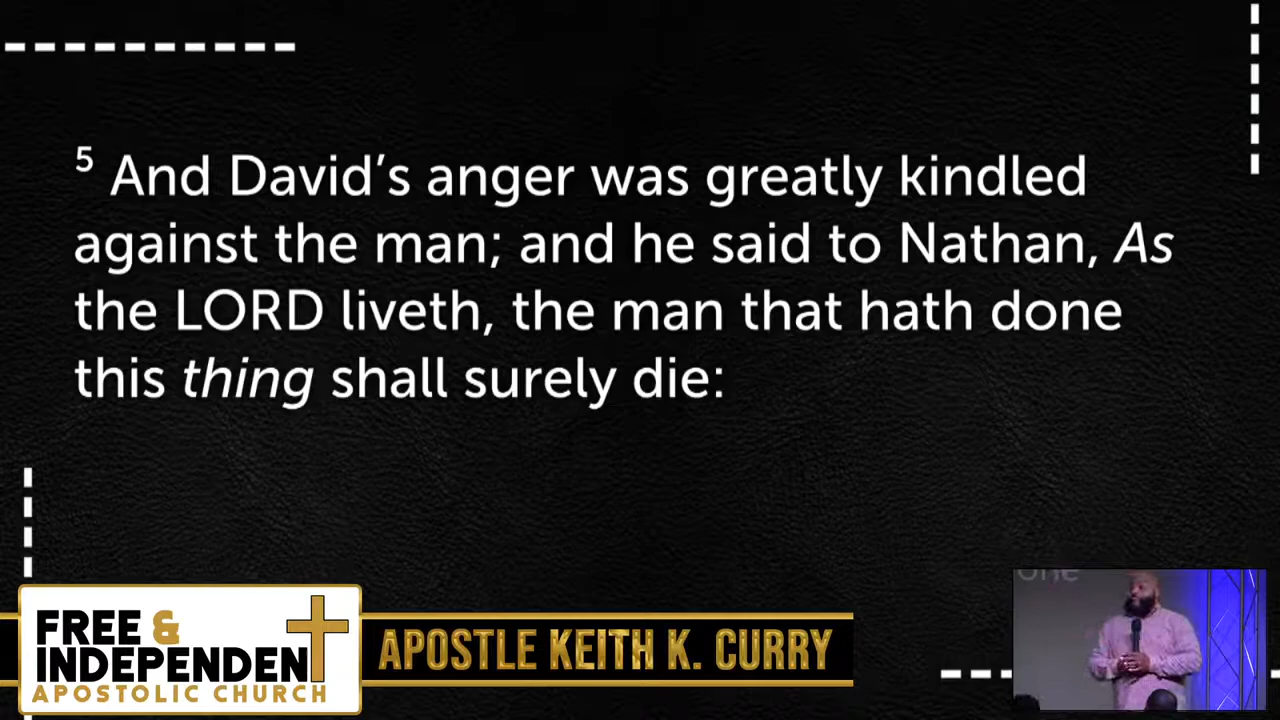 5 And David’s anger was greatly kindled
against the man; and he said to Nathan, As
the LORD liveth, the man that hath done
this thing shall surely die:
FREE &
INDEPENDENT
APOSTOLIC CHURCH
APOSTLE KEITH K. CURRY
one